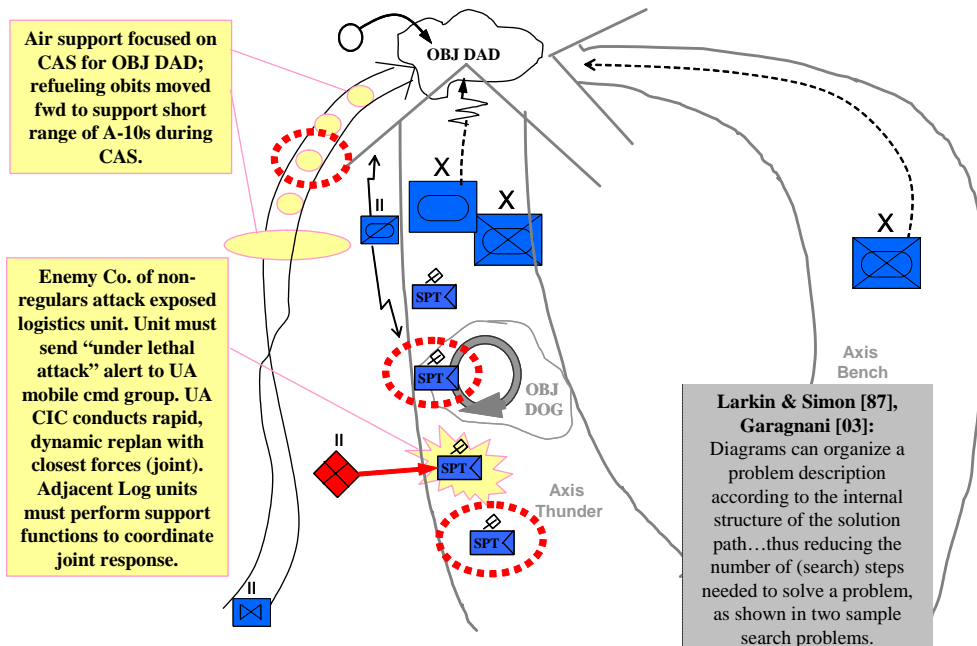 Air support focused on
CAS for OBJ DAD;
refueling obits moved
fwd to support short
range of A-10s during
CAS.
OBJ DAD
X
X
X
II
SPT
SPT
OBJ
DOG
Enemy Co. of non-
regulars attack exposed
logistics unit. Unit must
send “under lethal
attack” alert to UA
mobile cmd group. UA
CIC conducts rapid,
dynamic replan with
closest forces (joint).
Adjacent Log units
must perform support
functions to coordinate
joint response.
II
SPT
SPT
Axis
Thunder
II
Axis
Bench
Larkin & Simon [87],
Garagnani [03]:
Diagrams can organize a
problem description
according to the internal
structure of the solution
path…thus reducing the
number of (search) steps
needed to solve a problem,
as shown in two sample
search problems.